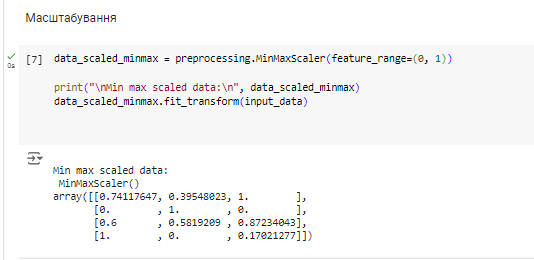 Масштабування
0s
[7] data_scaled_minmax = preprocessing.MinMaxScaler(feature_range=(0, 1))
print("\nMin max scaled data:\n", data_scaled_minmax)
data_scaled_minmax.fit_transform(input_data)
Min max scaled data:
 MinMaxScaler()
array([[0.74117647, 0.39548023, 1.        ],
       [0.        , 1.        , 0.        ],
       [0.6       , 0.5819209 , 0.87234043],
       [1.        , 0.        , 0.17021277]])